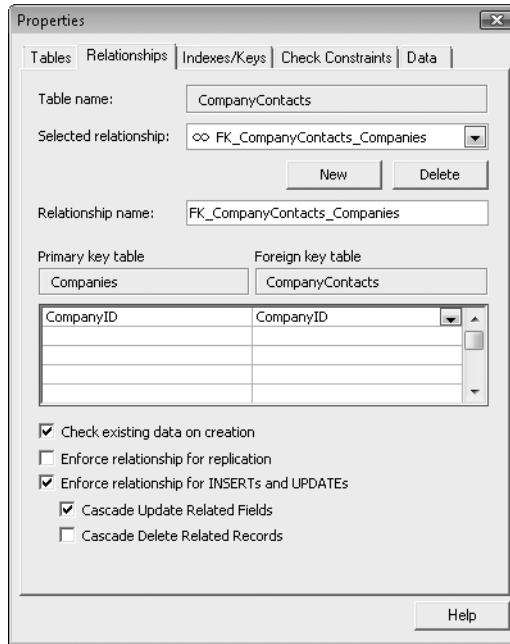 Properties
Tables Relationships Indexes/Keys Check Constraints Data
Table name: CompanyContacts
Selected relationship: FK_CompanyContacts_Companies
New Delete
Relationship name: FK_CompanyContacts_Companies
Primary key table Foreign key table
Companies CompanyContacts
CompanyID CompanyID
Check existing data on creation
Enforce relationship for replication
Enforce relationship for INSERTs and UPDATEs
Cascade Update Related Fields
Cascade Delete Related Records
Help